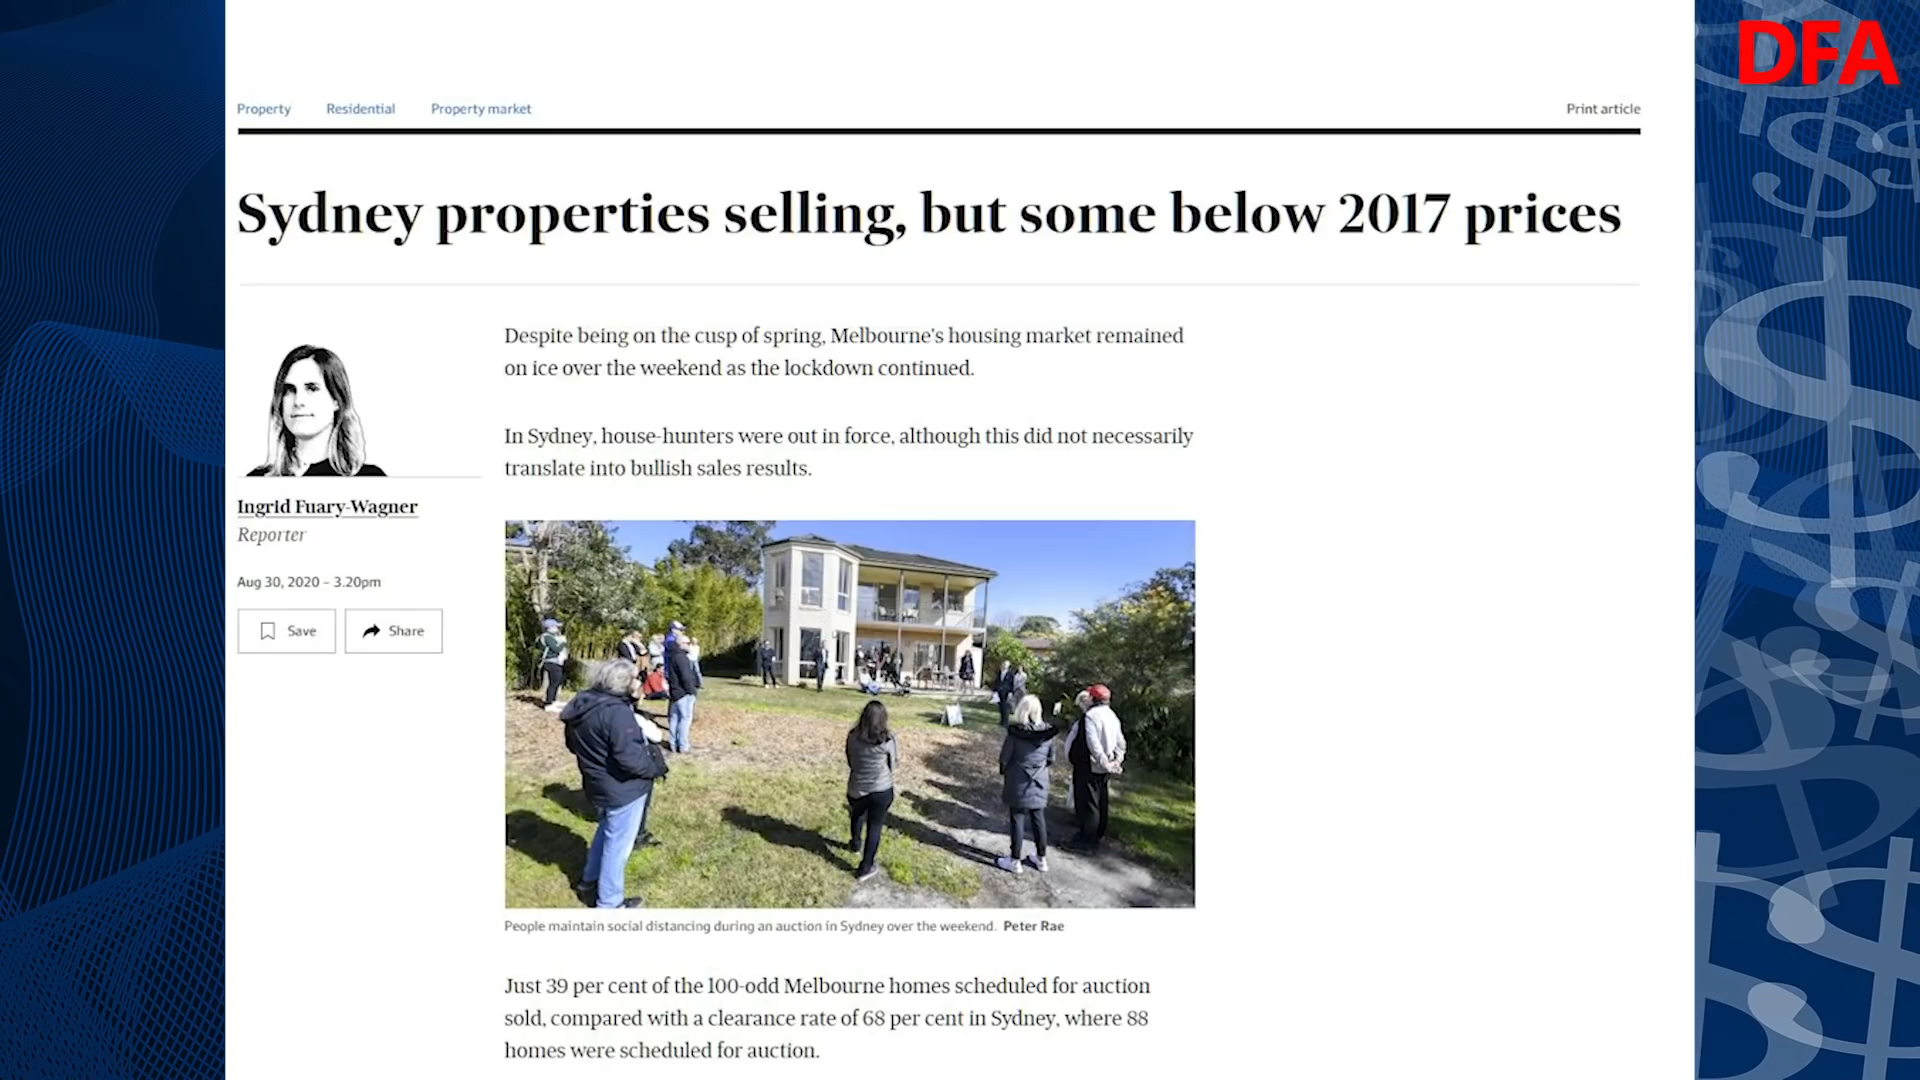 DFA
Property Residential Property market Print article
Sydney properties selling, but some below 2017 prices
Ingrid Fuary-Wagner
Reporter
Aug 30, 2020 – 3.20pm
Save Share
Despite being on the cusp of spring, Melbourne's housing market remained
on ice over the weekend as the lockdown continued.
In Sydney, house-hunters were out in force, although this did not necessarily
translate into bullish sales results.
People maintain social distancing during an auction in Sydney over the weekend. Peter Rae
Just 39 per cent of the 100-odd Melbourne homes scheduled for auction
sold, compared with a clearance rate of 68 per cent in Sydney, where 88
homes were scheduled for auction.